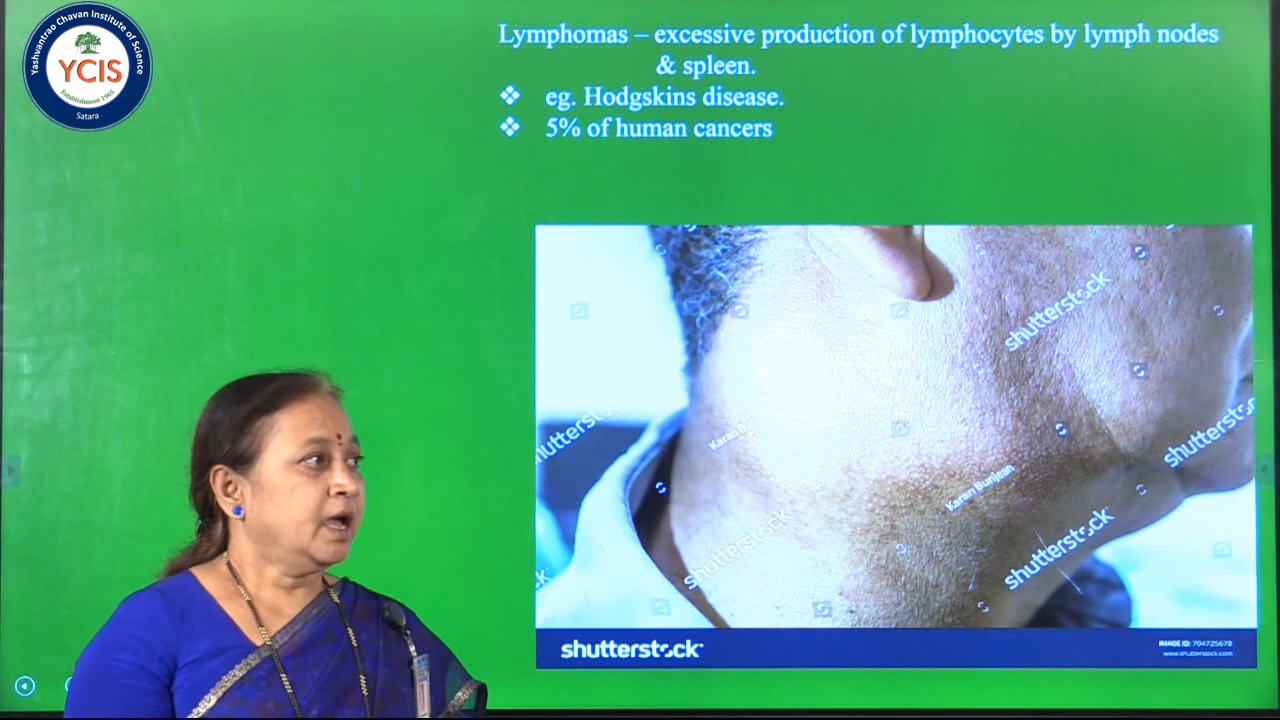 Yashvantrao Chavan Institute of Science
YCIS
Establishment 1965
Satara
Lymphomas – excessive production of lymphocytes by lymph nodes
& spleen.
❖ eg. Hodgskins disease.
❖ 5% of human cancers
shutterstock
shutterstock
shutterstock
Karan Bunjean
shutterstock
shutterstock
shutterstock
IMAGE ID: 704725678
www.shutterstock.com